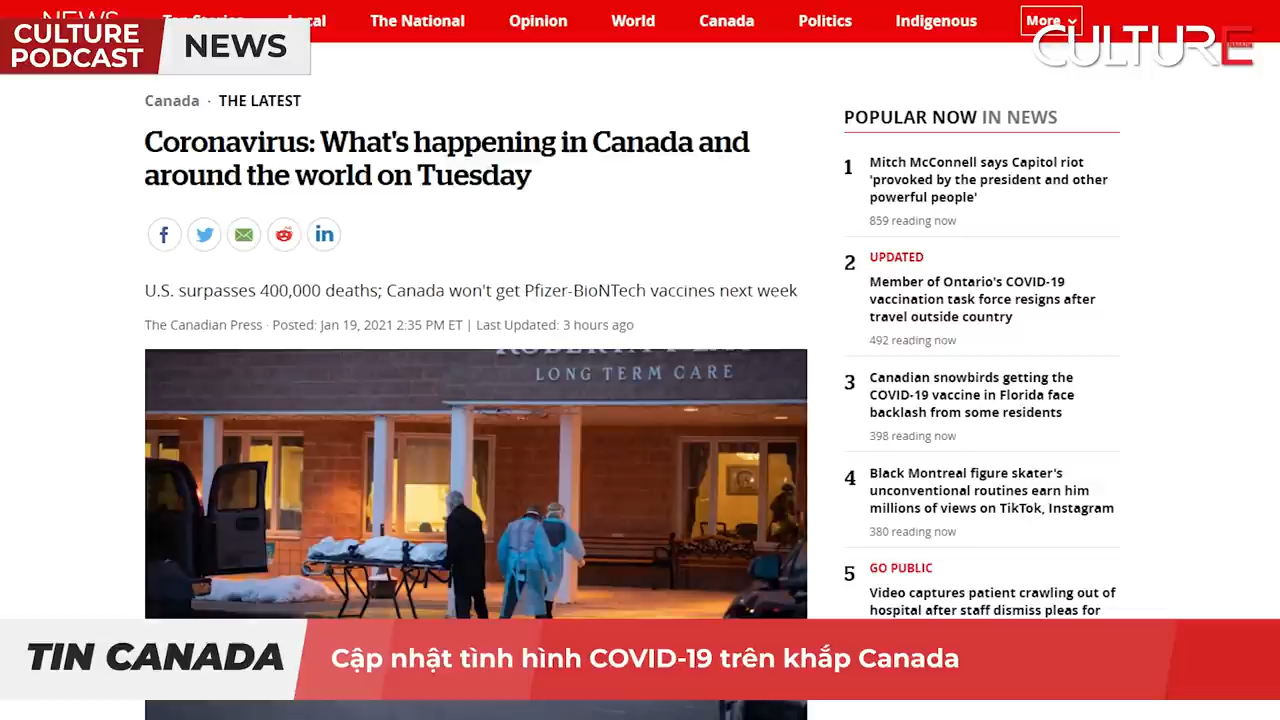 NEWS
Top Stories
Local
The National
Opinion
World
Canada
Politics
Indigenous
More
CULTURE
PODCAST
NEWS
CULTURE
Canada · THE LATEST
Coronavirus: What's happening in Canada and
around the world on Tuesday
U.S. surpasses 400,000 deaths; Canada won't get Pfizer-BioNTech vaccines next week
The Canadian Press · Posted: Jan 19, 2021 2:35 PM ET | Last Updated: 3 hours ago
LONG TERM CARE
POPULAR NOW IN NEWS
1
Mitch McConnell says Capitol riot
'provoked by the president and other
powerful people'
859 reading now
2
UPDATED
Member of Ontario's COVID-19
vaccination task force resigns after
travel outside country
492 reading now
3
Canadian snowbirds getting the
COVID-19 vaccine in Florida face
backlash from some residents
398 reading now
4
Black Montreal figure skater's
unconventional routines earn him
millions of views on TikTok, Instagram
380 reading now
5
GO PUBLIC
Video captures patient crawling out of
hospital after staff dismiss pleas for
TIN CANADA
Cập nhật tình hình COVID-19 trên khắp Canada